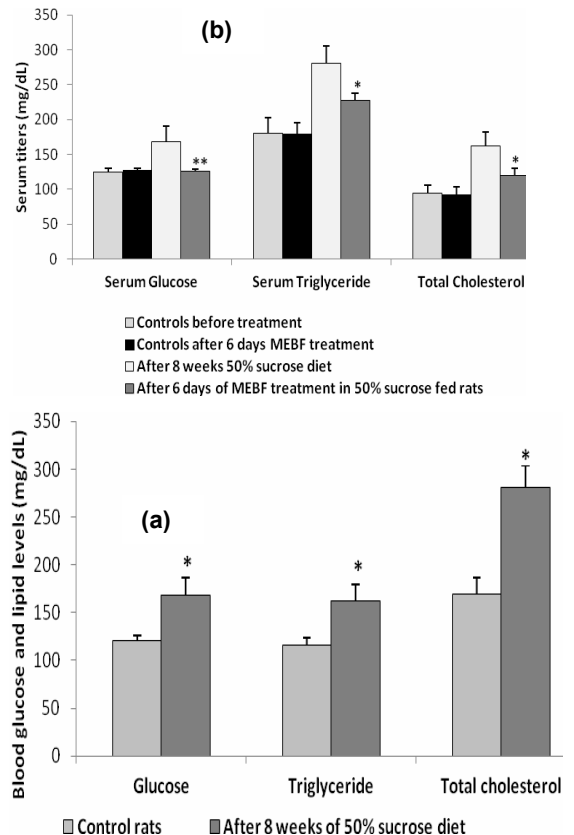 (b)
Serum titers (mg/dL)
350
300
250
200
150
100
50
0
**
*
*
Serum Glucose Serum Triglyceride Total Cholesterol
Controls before treatment
Controls after 6 days MEBF treatment
After 8 weeks 50% sucrose diet
After 6 days of MEBF treatment in 50% sucrose fed rats
(a)
Blood glucose and lipid levels (mg/dL)
350
300
250
200
150
100
50
0
*
*
*
Glucose Triglyceride Total cholesterol
Control rats After 8 weeks of 50% sucrose diet